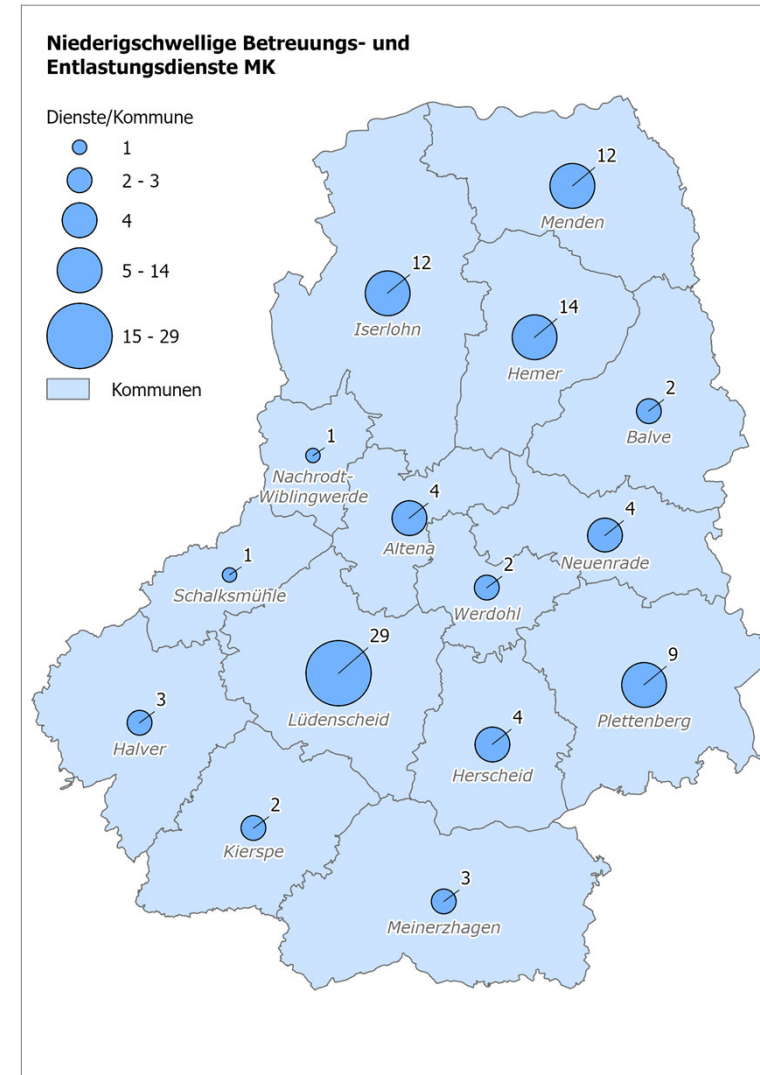 Niederigschwellige Betreuungs- und
Entlastungsdienste MK
Dienste/Kommune
1
2 - 3
4
5 - 14
15 - 29
Kommunen
12
Menden
12
Iserlohn
14
Hemer
2
Balve
1
Nachrodt-
Wiblingwerde
4
Altena
4
Neuenrade
1
Schalksmühle
2
Werdohl
29
Lüdenscheid
9
Plettenberg
3
Halver
4
Herscheid
2
Kierspe
3
Meinerzhagen